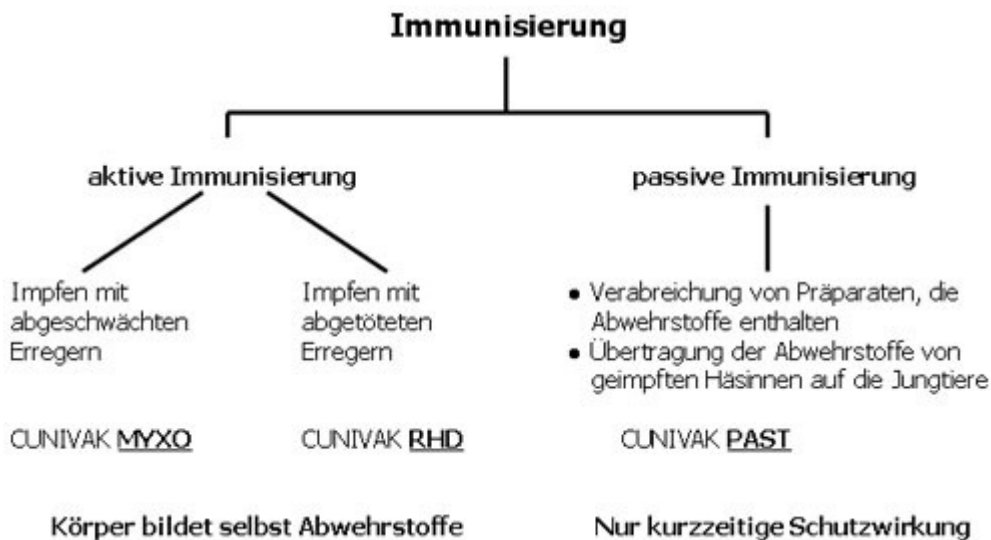 Immunisierung
aktive Immunisierung
passive Immunisierung
Impfen mit
abgeschwächten
Erregern
Impfen mit
abgetöteten
Erregern
• Verabreichung von Präparaten, die
Abwehrstoffe enthalten
• Übertragung der Abwehrstoffe von
geimpften Häsinnen auf die Jungtiere
CUNIVAK MYXO
CUNIVAK RHD
CUNIVAK PAST
Körper bildet selbst Abwehrstoffe
Nur kurzzeitige Schutzwirkung